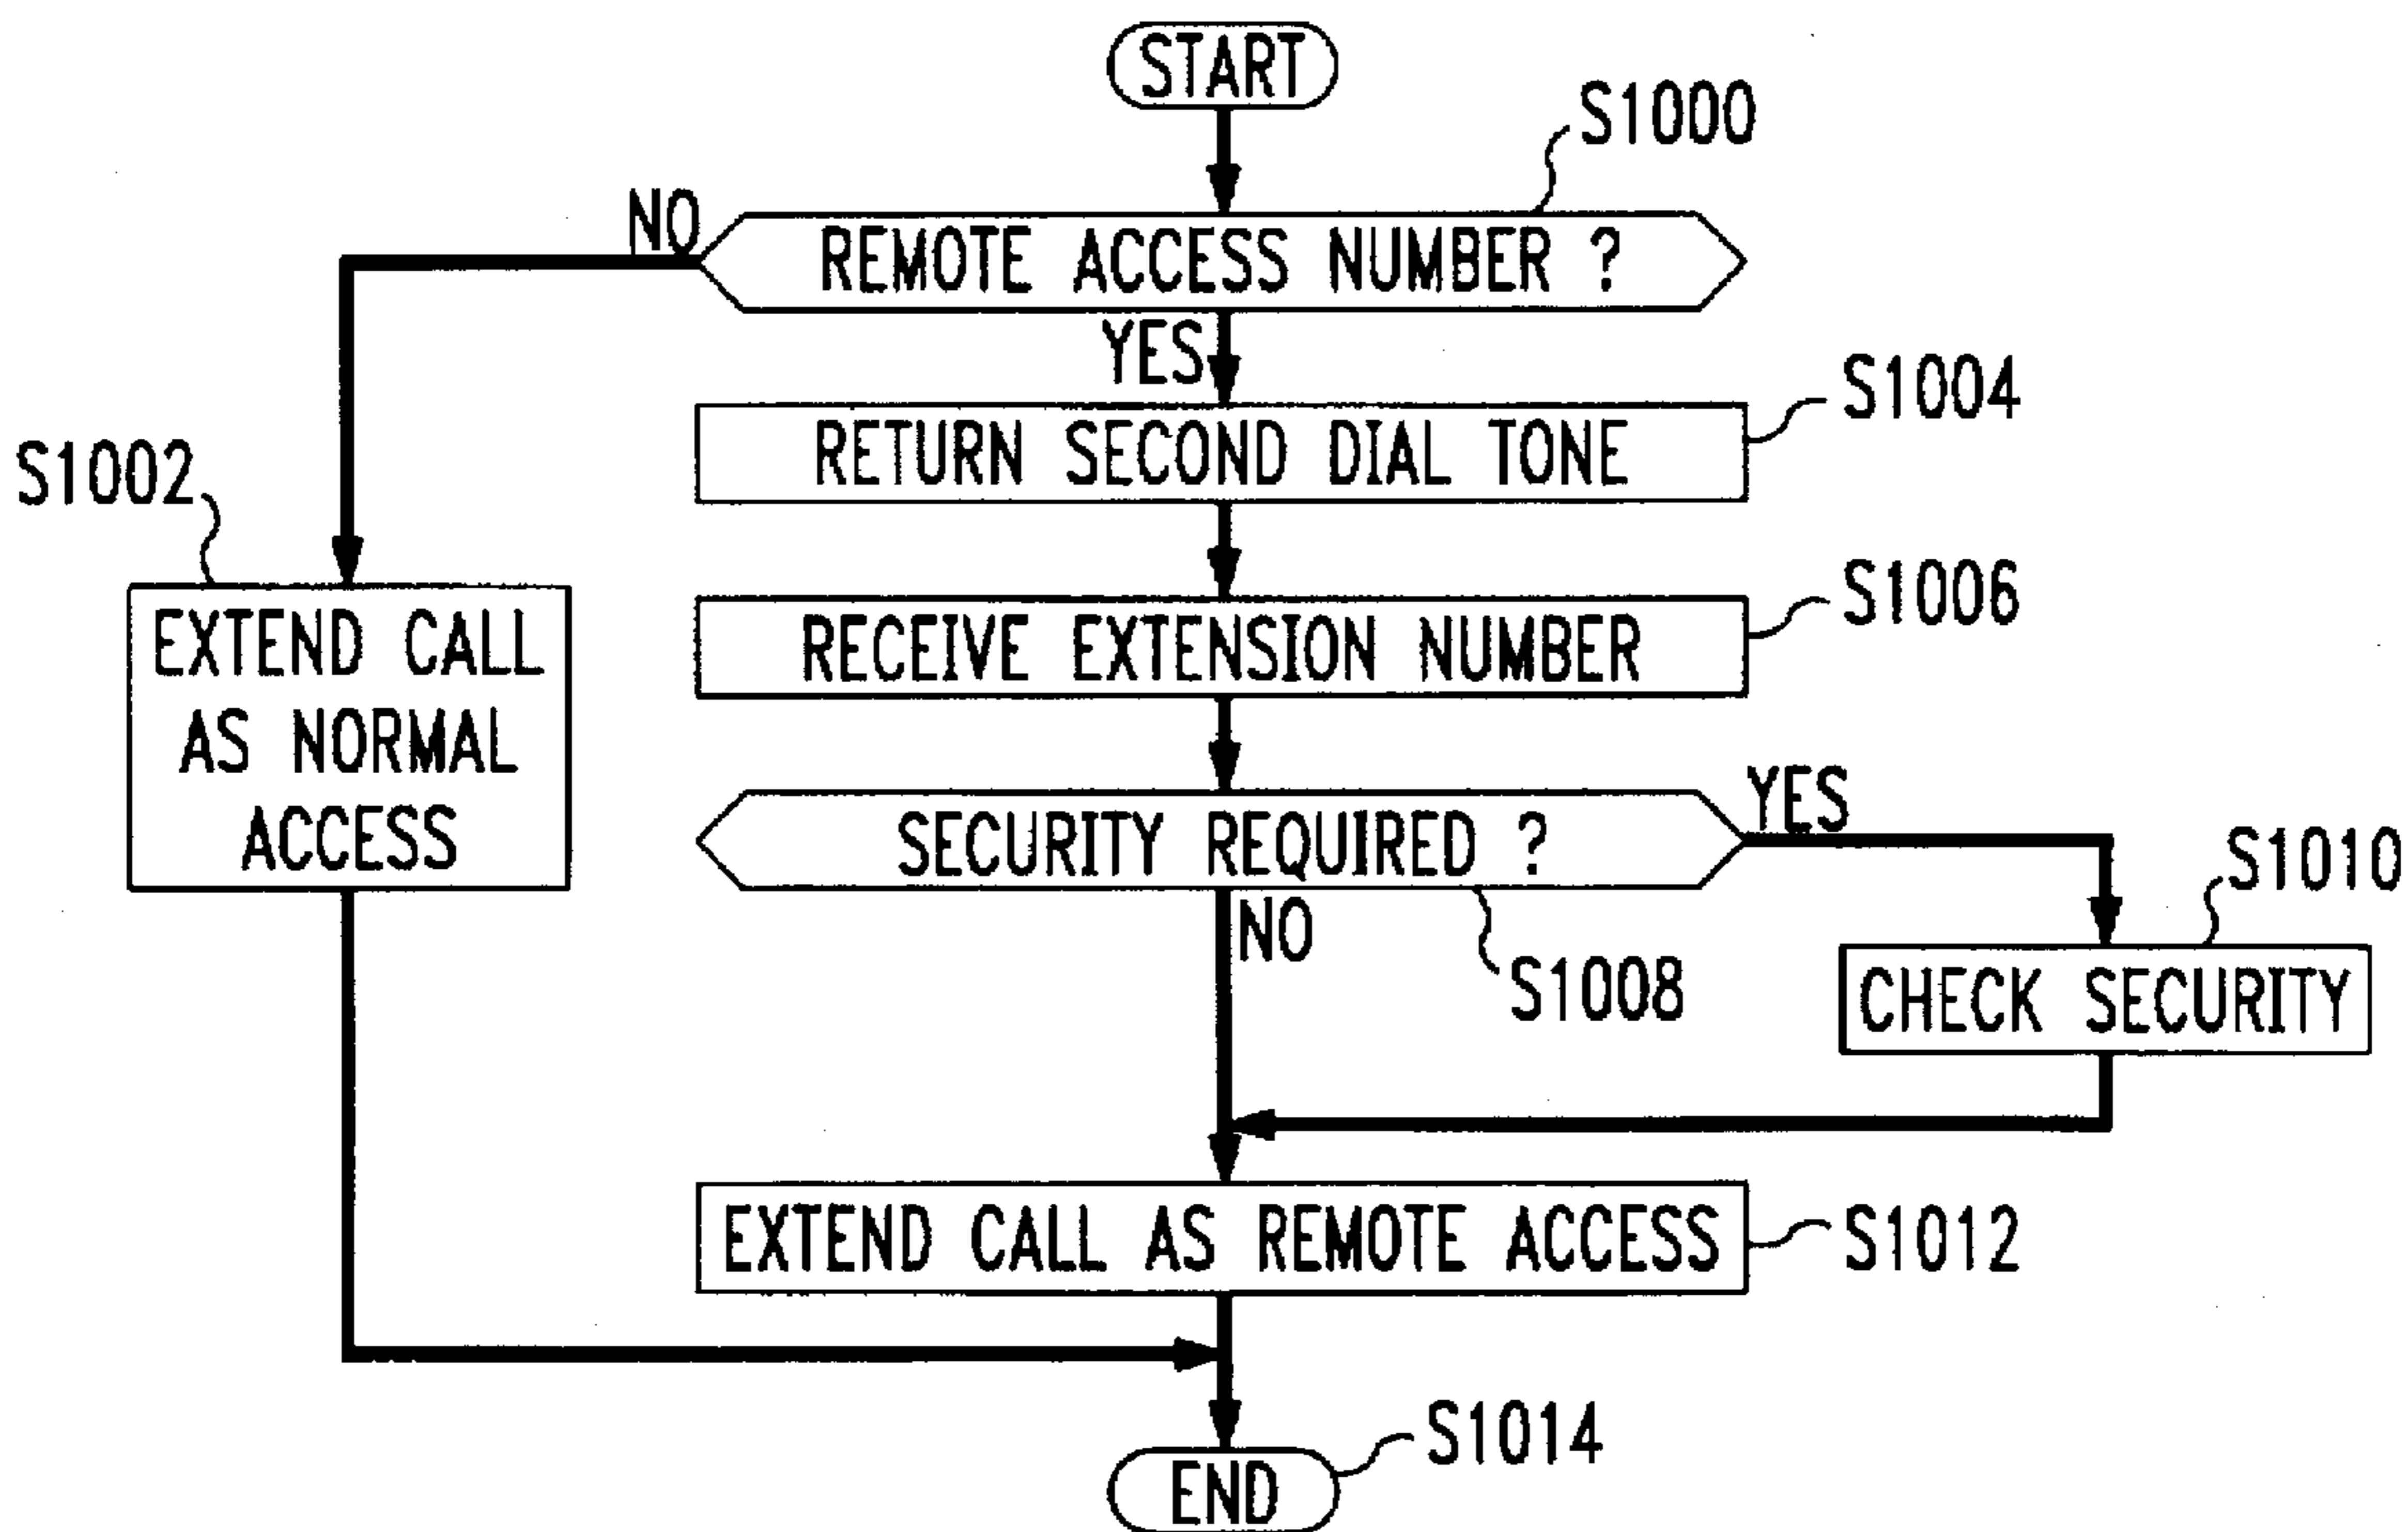 START
S1000
NO
REMOTE ACCESS NUMBER ?
YES
S1004
RETURN SECOND DIAL TONE
S1002
S1006
EXTEND CALL
AS NORMAL
ACCESS
RECEIVE EXTENSION NUMBER
YES
SECURITY REQUIRED ?
S1010
NO
S1008
CHECK SECURITY
EXTEND CALL AS REMOTE ACCESS
S1012
S1014
END